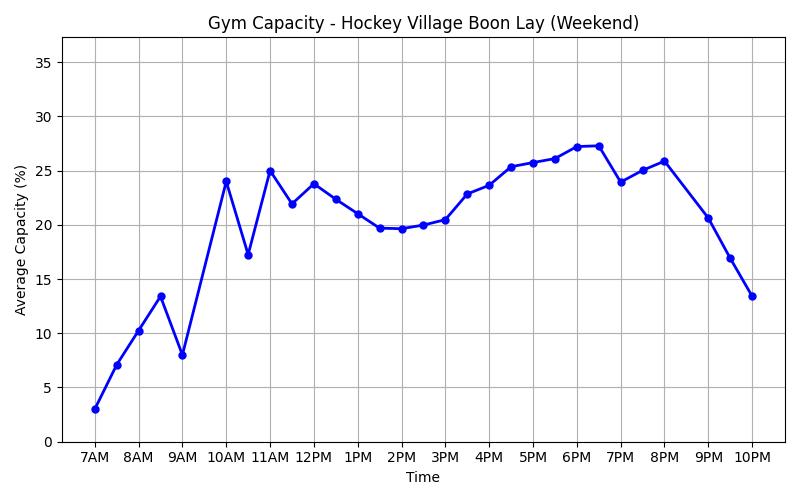 Gym Capacity - Hockey Village Boon Lay (Weekend)
Average Capacity (%)
35
30
25
20
15
10
5
0
7AM 8AM 9AM 10AM 11AM 12PM 1PM 2PM 3PM 4PM 5PM 6PM 7PM 8PM 9PM 10PM
Time